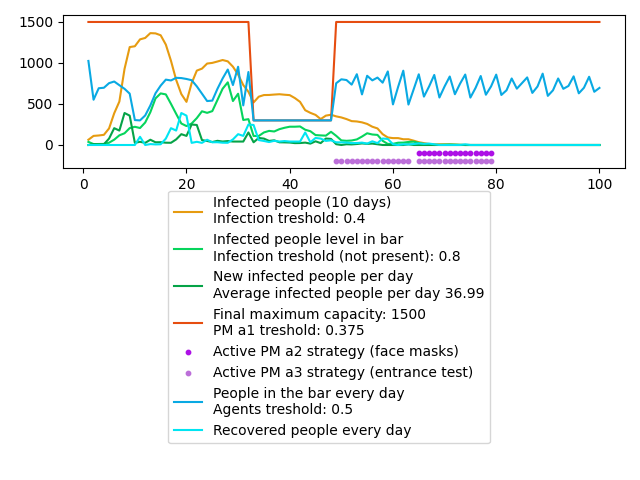 1500
1000
500
0
0
20
40
60
80
100
Infected people (10 days)
Infection treshold: 0.4
Infected people level in bar
Infection treshold (not present): 0.8
New infected people per day
Average infected people per day 36.99
Final maximum capacity: 1500
PM a1 treshold: 0.375
Active PM a2 strategy (face masks)
Active PM a3 strategy (entrance test)
People in the bar every day
Agents treshold: 0.5
Recovered people every day